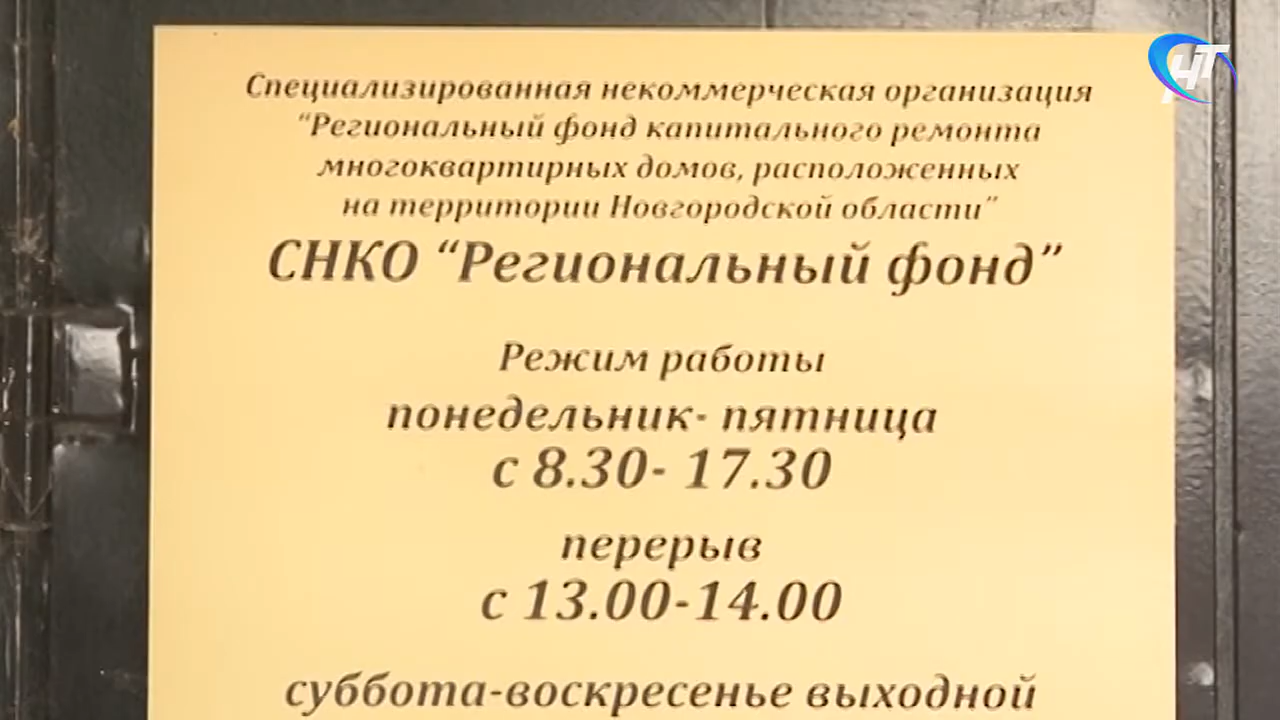 НТ
Специализированная некоммерческая организация
“Региональный фонд капитального ремонта
многоквартирных домов, расположенных
на территории Новгородской области”
СНКО “Региональный фонд”
Режим работы
понедельник- пятница
с 8.30- 17.30
перерыв
с 13.00-14.00
суббота-воскресенье выходной